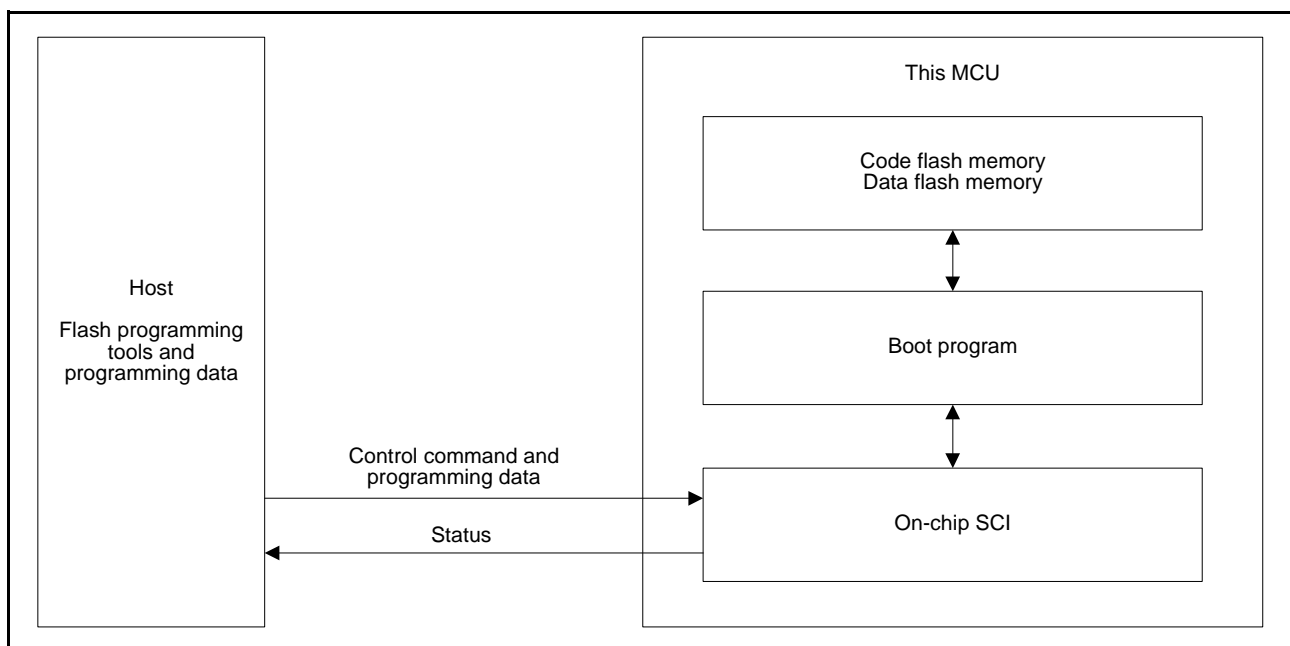 This MCU
Code flash memory
Data flash memory
Host
Flash programming
tools and
programming data
Boot program
Control command and
programming data
On-chip SCI
Status